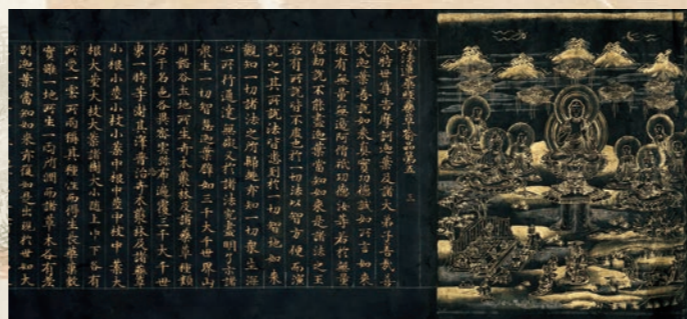 妙法蓮華經藥草喻品第五 三
尒時世尊告摩訶迦葉及諸大弟子善哉善
哉迦葉善說如來真實功德誠如所言如來
復有無量無邊阿僧祇功德汝等若於無量
億劫說不能盡迦葉當知如來是諸法之王
若有所說皆不虛也於一切法以智方便而演
說之其所說法皆悉到於一切智地如來
觀知一切諸法之所歸趣亦知一切衆生深
心所行通達無礙又於諸法究盡明了示諸
衆生一切智慧迦葉譬如三千大千世界山
川谿谷土地所生卉木叢林及諸藥草種類
若干名色各異密雲弥布遍覆三千大千世
界一時等澍其澤普洽卉木叢林及諸藥草
小根小莖小枝小葉中根中莖中枝中葉大
根大莖大枝大葉諸樹大小隨上中下各有
所受一雲所雨稱其種性而得生長華菓敷
實雖一地所生一雨所潤而諸草木各有差
別迦葉當知如來亦復如是出現於世如大